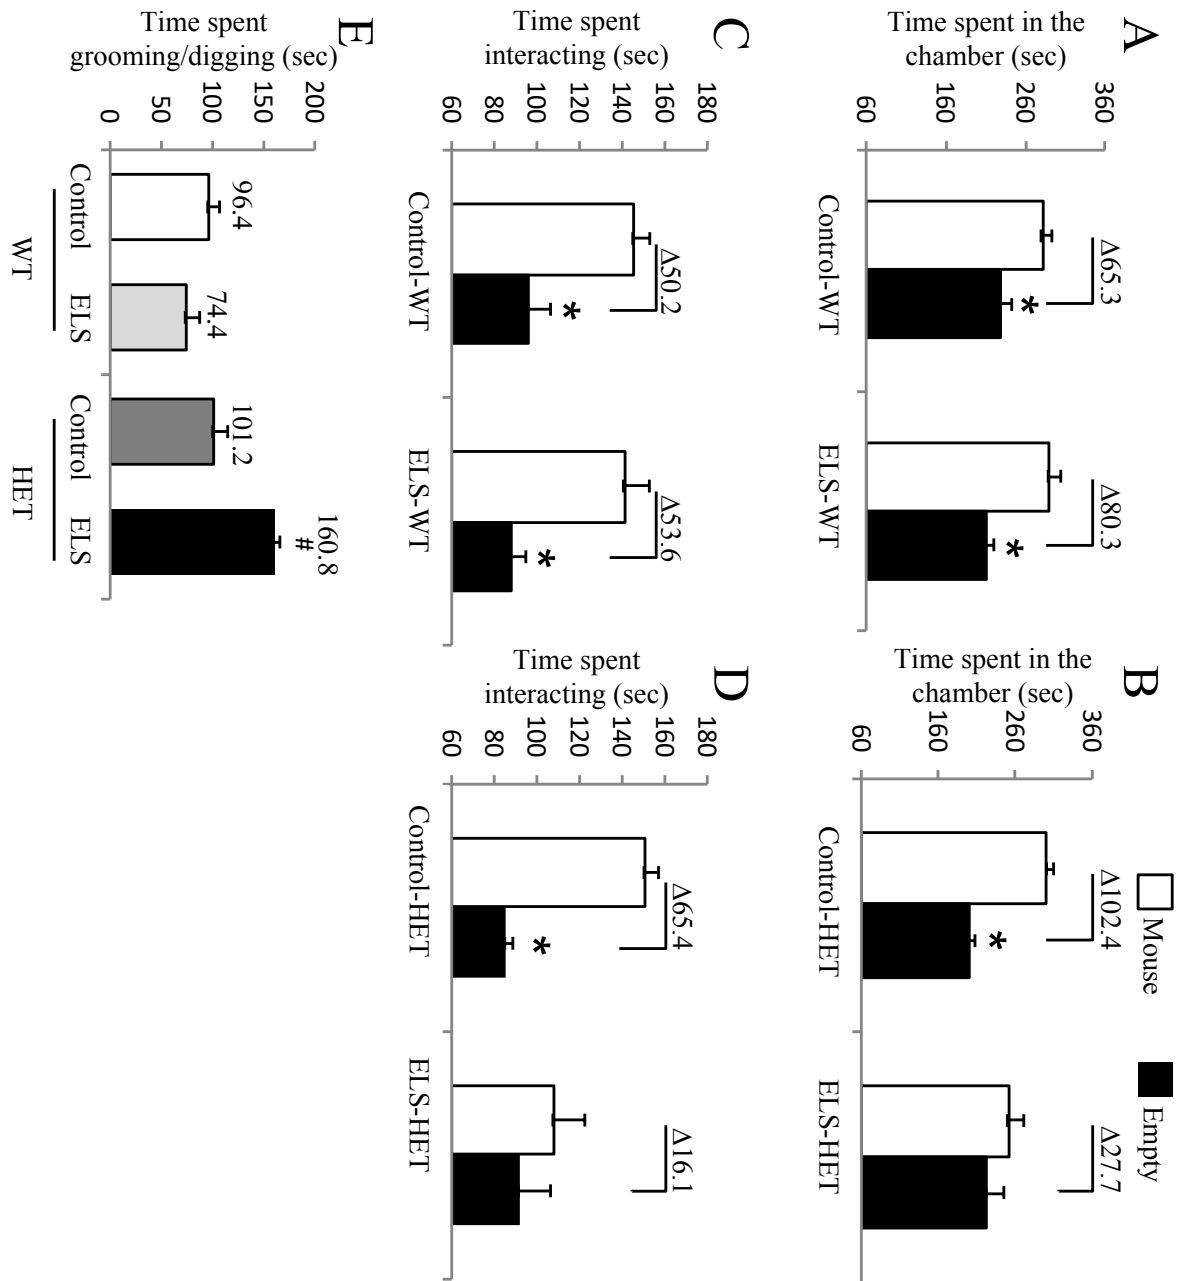 A
B
Mouse
Empty
Time spent in the
chamber (sec)
360
260
160
60
Δ65.3
*
Δ80.3
*
Control-WT
ELS-WT
Time spent in the
chamber (sec)
360
260
160
60
Δ102.4
*
Δ27.7
Control-HET
ELS-HET
C
Time spent
interacting (sec)
180
160
140
120
100
80
60
Δ50.2
*
Δ53.6
*
Control-WT
ELS-WT
D
Time spent
interacting (sec)
180
160
140
120
100
80
60
Δ65.4
*
Δ16.1
Control-HET
ELS-HET
E
Time spent
grooming/digging (sec)
200
150
100
50
0
96.4
74.4
101.2
160.8
#
Control
ELS
Control
ELS
WT
HET